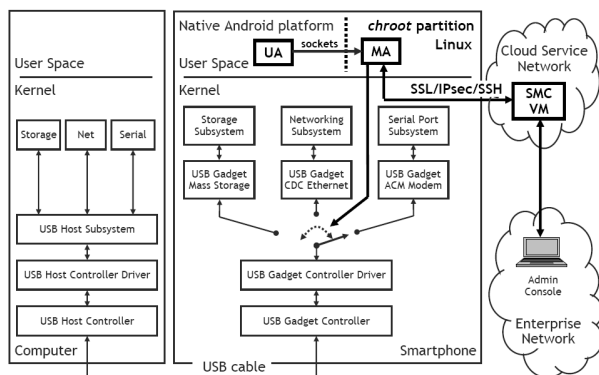 User Space
Kernel
Storage
Net
Serial
USB Host Subsystem
USB Host Controller Driver
USB Host Controller
Computer
Native Android platform
chroot partition
Linux
UA
sockets
MA
User Space
Kernel
Storage
Subsystem
Networking
Subsystem
Serial Port
Subsystem
USB Gadget
Mass Storage
USB Gadget
CDC Ethernet
USB Gadget
ACM Modem
USB Gadget Controller Driver
USB Gadget Controller
Smartphone
USB cable
SSL/IPsec/SSH
Cloud Service
Network
SMC
VM
Admin
Console
Enterprise
Network